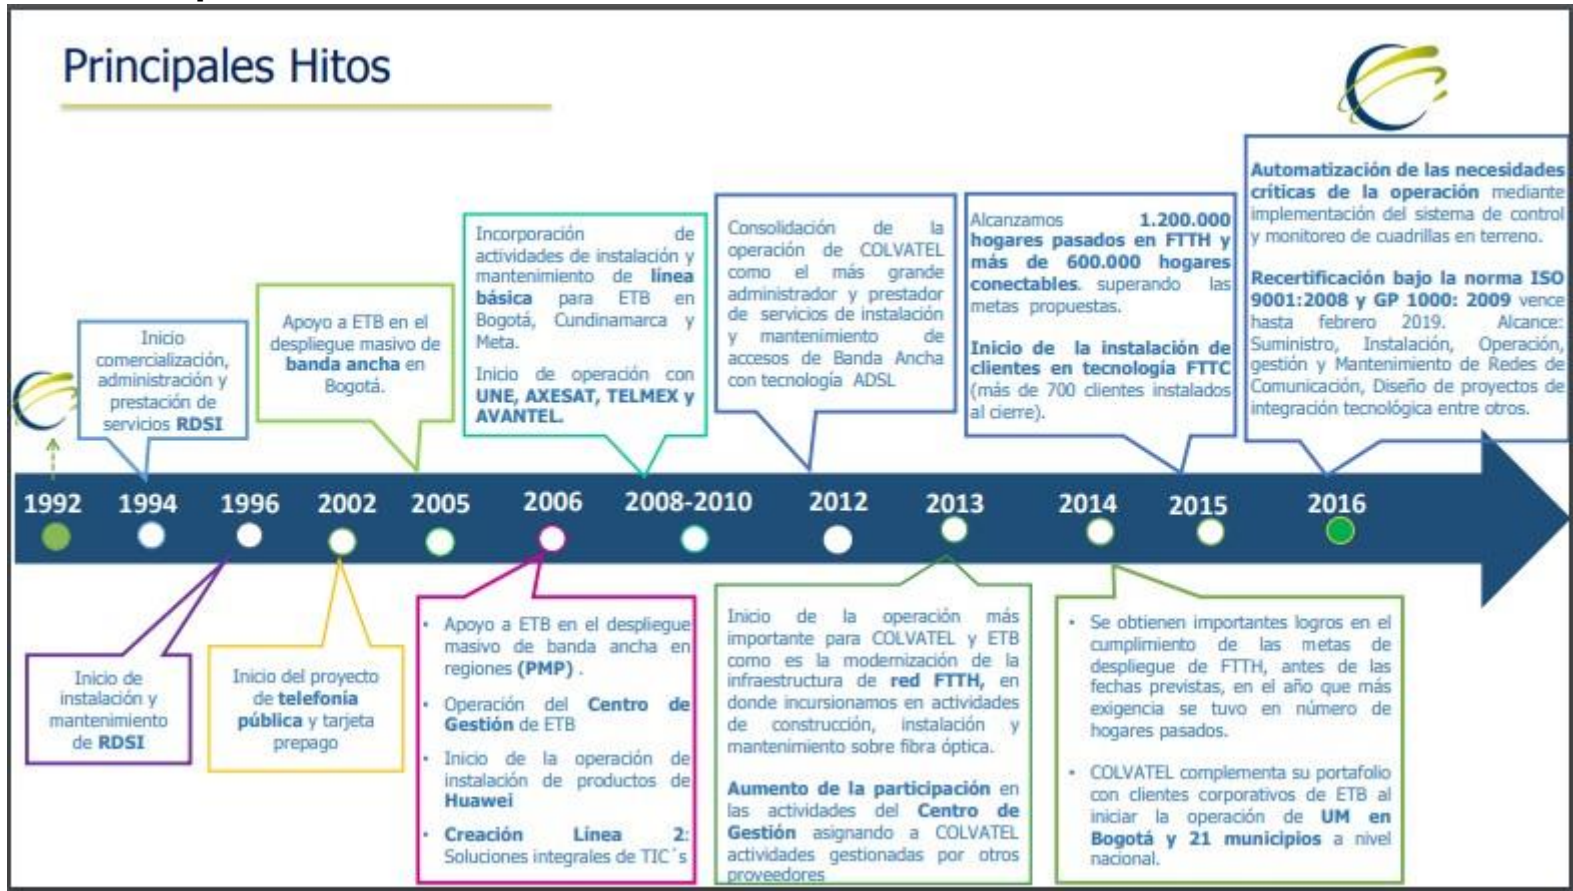 Principales Hitos
Inicio
comercialización,
administración y
prestación de
servicios RDSI
Apoyo a ETB en el
despliegue masivo de
banda ancha en
Bogotá.
Incorporación de
actividades de instalación y
mantenimiento de línea
básica para ETB en
Bogotá, Cundinamarca y
Meta.
Inicio de operación con
UNE, AXESAT, TELMEX y
AVANTEL.
Consolidación de la
operación de COLVATEL
como el más grande
administrador y prestador
de servicios de instalación
y mantenimiento de
accesos de Banda Ancha
con tecnología ADSL
Alcanzamos 1.200.000
hogares pasados en FTTH y
más de 600.000 hogares
conectables. superando las
metas propuestas.
Inicio de la instalación de
clientes en tecnología FTTC
(más de 700 clientes instalados
al cierre).
Automatización de las necesidades
críticas de la operación mediante
implementación del sistema de control
y monitoreo de cuadrillas en terreno.
Recertificación bajo la norma ISO
9001:2008 y GP 1000: 2009 vence
hasta febrero 2019. Alcance:
Suministro, Instalación, Operación,
gestión y Mantenimiento de Redes de
Comunicación, Diseño de proyectos de
integración tecnológica entre otros.
1992 1994 1996 2002 2005 2006 2008-2010 2012 2013 2014 2015 2016
Inicio de
instalación y
mantenimiento
de RDSI
Inicio del proyecto
de telefonía
pública y tarjeta
prepago
• Apoyo a ETB en el despliegue
masivo de banda ancha en
regiones (PMP) .
• Operación del Centro de
Gestión de ETB
• Inicio de la operación de
instalación de productos de
Huawei
• Creación Línea 2:
Soluciones integrales de TIC´s
Inicio de la operación más
importante para COLVATEL y ETB
como es la modernización de la
infraestructura de red FTTH, en
donde incursionamos en actividades
de construcción, instalación y
mantenimiento sobre fibra óptica.
Aumento de la participación en
las actividades del Centro de
Gestión asignando a COLVATEL
actividades gestionadas por otros
proveedores
• Se obtienen importantes logros en el
cumplimiento de las metas de
despliegue de FTTH, antes de las
fechas previstas, en el año que más
exigencia se tuvo en número de
hogares pasados.
• COLVATEL complementa su portafolio
con clientes corporativos de ETB al
iniciar la operación de UM en
Bogotá y 21 municipios a nivel
nacional.